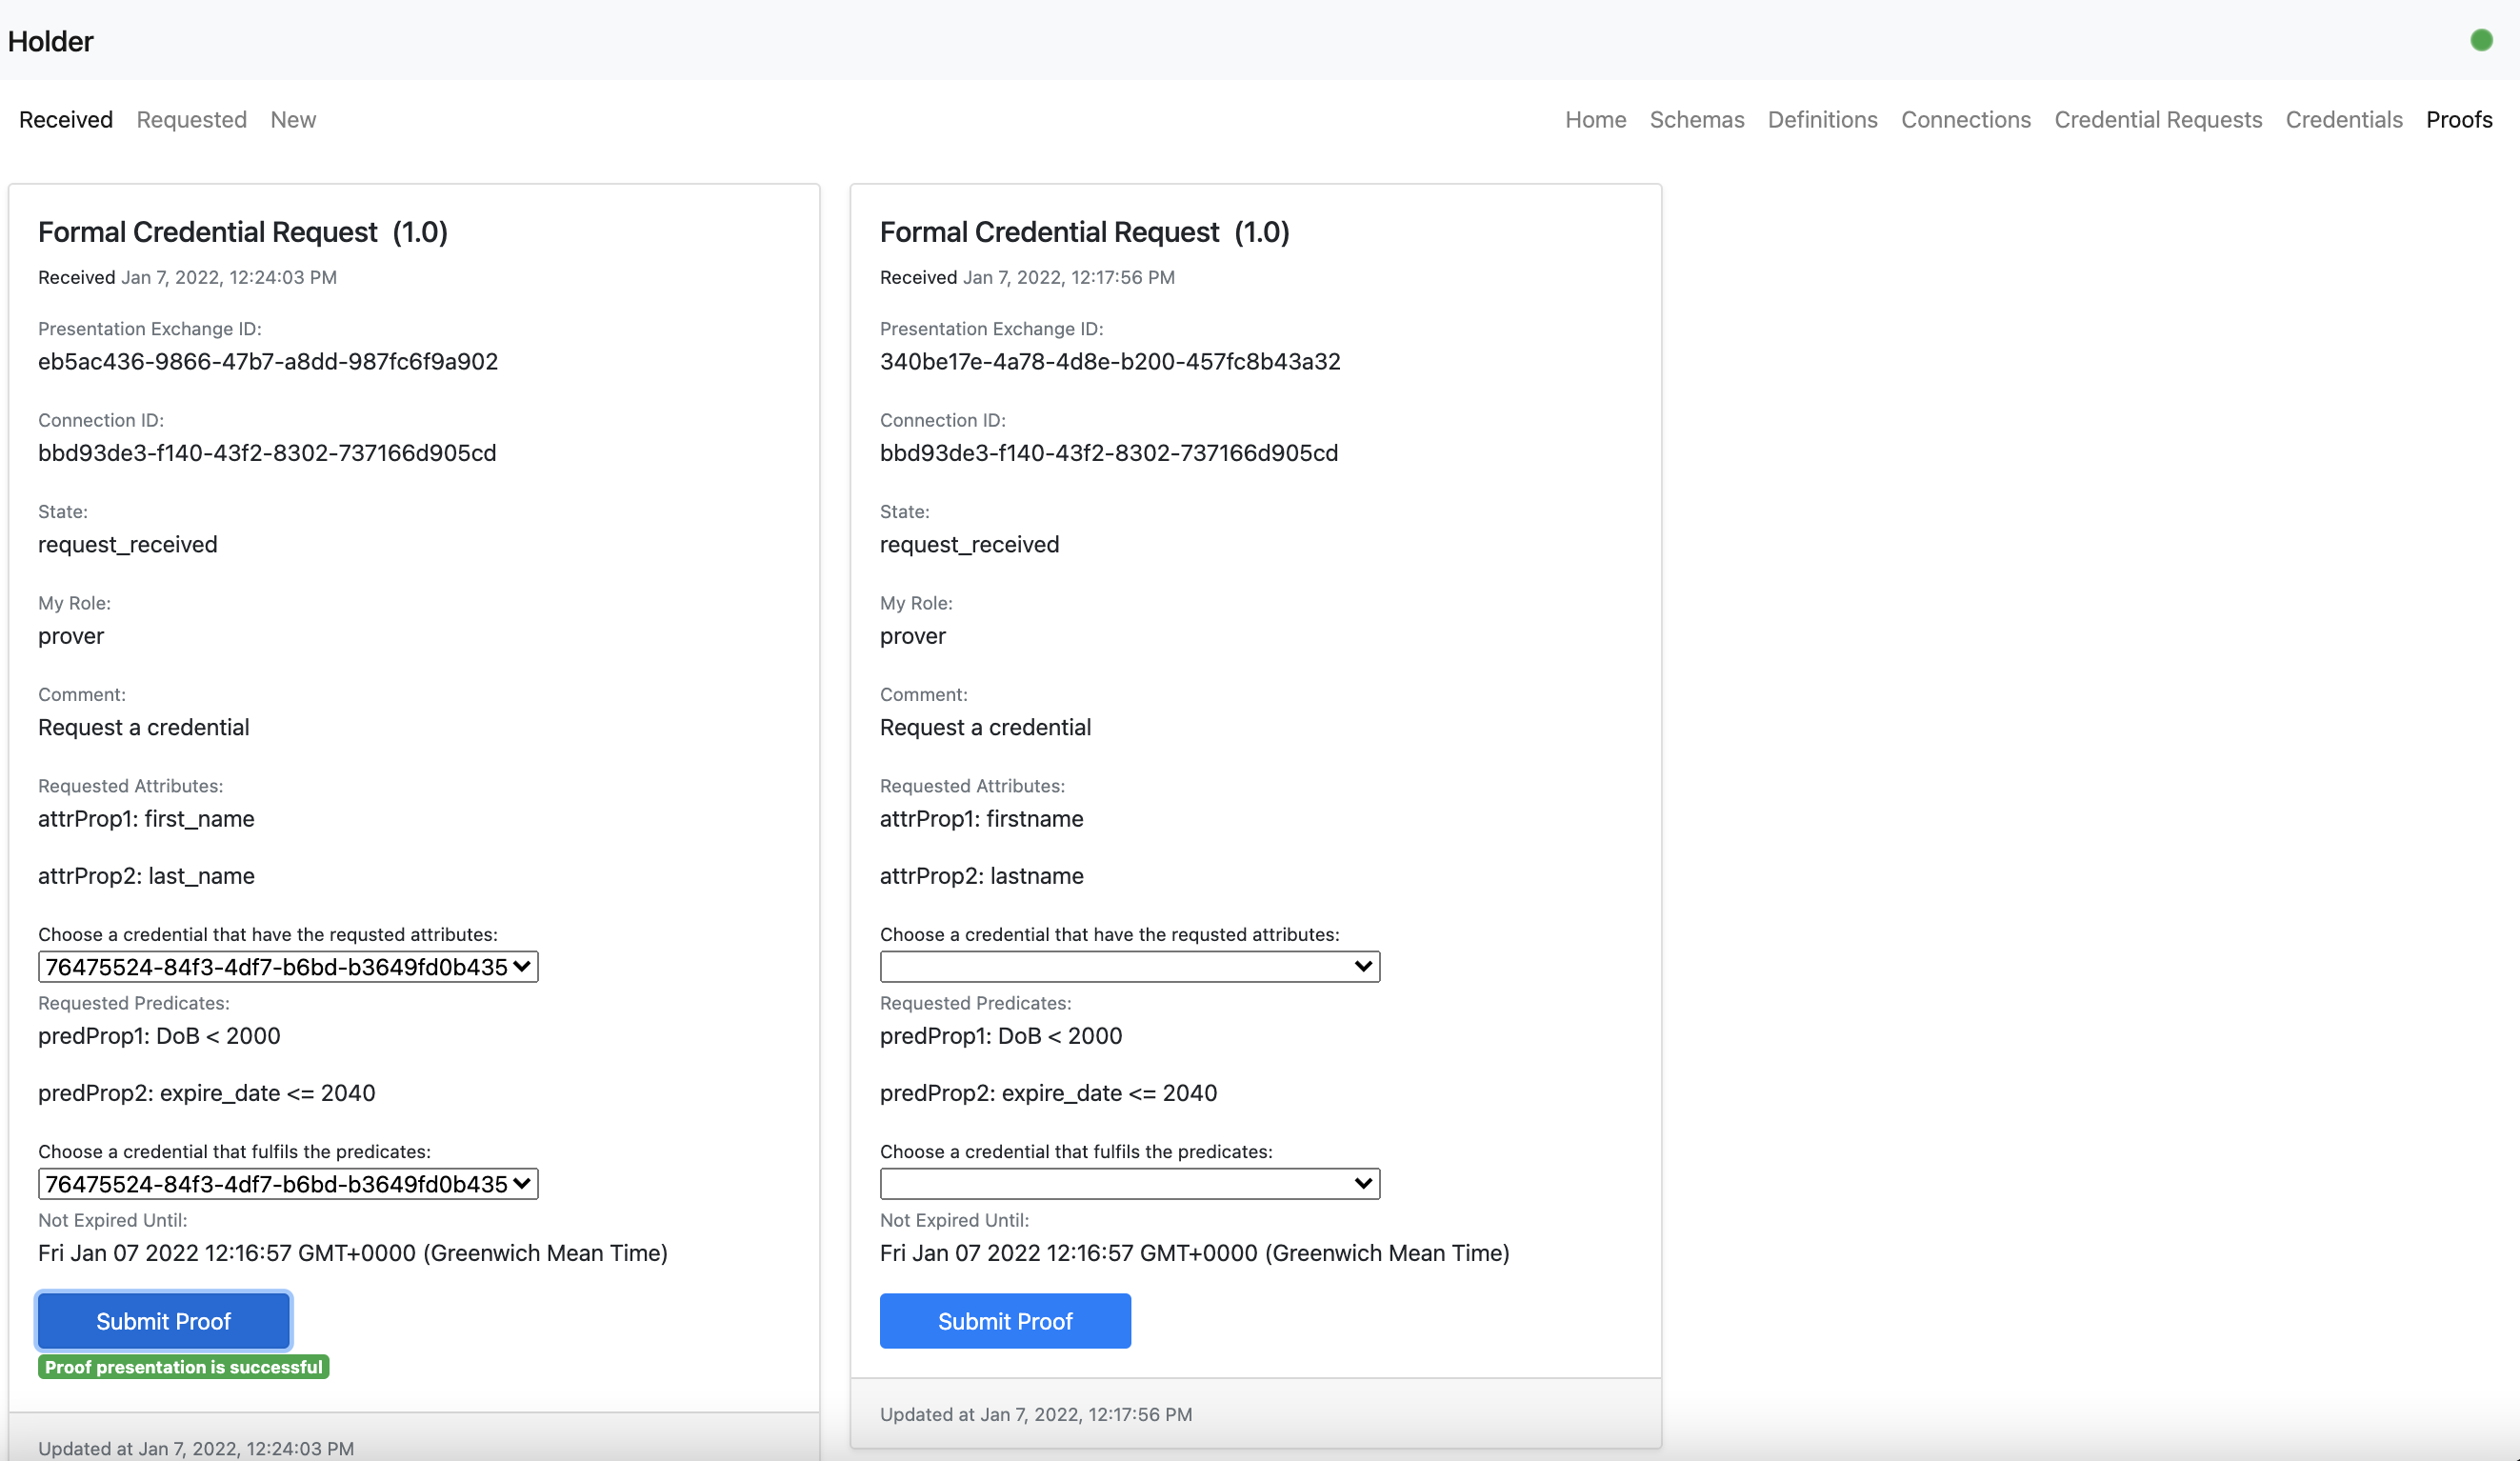 Holder
Received Requested New
Home Schemas Definitions Connections Credential Requests Credentials Proofs
Formal Credential Request (1.0)
Received Jan 7, 2022, 12:24:03 PM
Presentation Exchange ID:
eb5ac436-9866-47b7-a8dd-987fc6f9a902
Connection ID:
bbd93de3-f140-43f2-8302-737166d905cd
State:
request_received
My Role:
prover
Comment:
Request a credential
Requested Attributes:
attrProp1: first_name
attrProp2: last_name
Choose a credential that have the requsted attributes:
76475524-84f3-4df7-b6bd-b3649fd0b435
Requested Predicates:
predProp1: DoB < 2000
predProp2: expire_date <= 2040
Choose a credential that fulfils the predicates:
76475524-84f3-4df7-b6bd-b3649fd0b435
Not Expired Until:
Fri Jan 07 2022 12:16:57 GMT+0000 (Greenwich Mean Time)
Submit Proof
Proof presentation is successful
Updated at Jan 7, 2022, 12:24:03 PM
Formal Credential Request (1.0)
Received Jan 7, 2022, 12:17:56 PM
Presentation Exchange ID:
340be17e-4a78-4d8e-b200-457fc8b43a32
Connection ID:
bbd93de3-f140-43f2-8302-737166d905cd
State:
request_received
My Role:
prover
Comment:
Request a credential
Requested Attributes:
attrProp1: firstname
attrProp2: lastname
Choose a credential that have the requsted attributes:
Requested Predicates:
predProp1: DoB < 2000
predProp2: expire_date <= 2040
Choose a credential that fulfils the predicates:
Not Expired Until:
Fri Jan 07 2022 12:16:57 GMT+0000 (Greenwich Mean Time)
Submit Proof
Updated at Jan 7, 2022, 12:17:56 PM